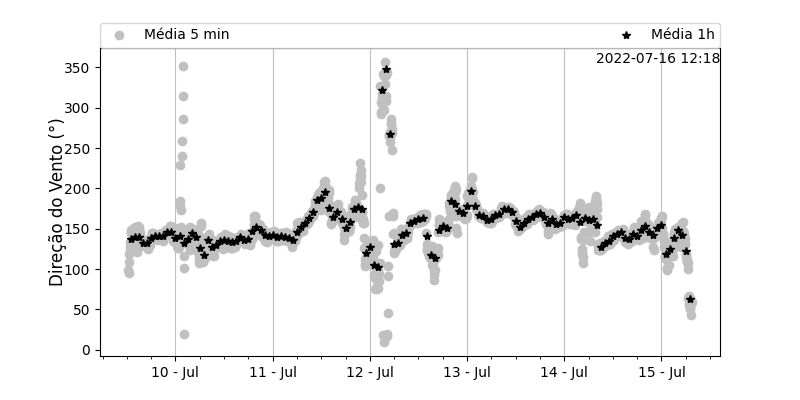 Média 5 min
Média 1h
2022-07-16 12:18
Direção do Vento (°)
350
300
250
200
150
100
50
0
10 - Jul
11 - Jul
12 - Jul
13 - Jul
14 - Jul
15 - Jul